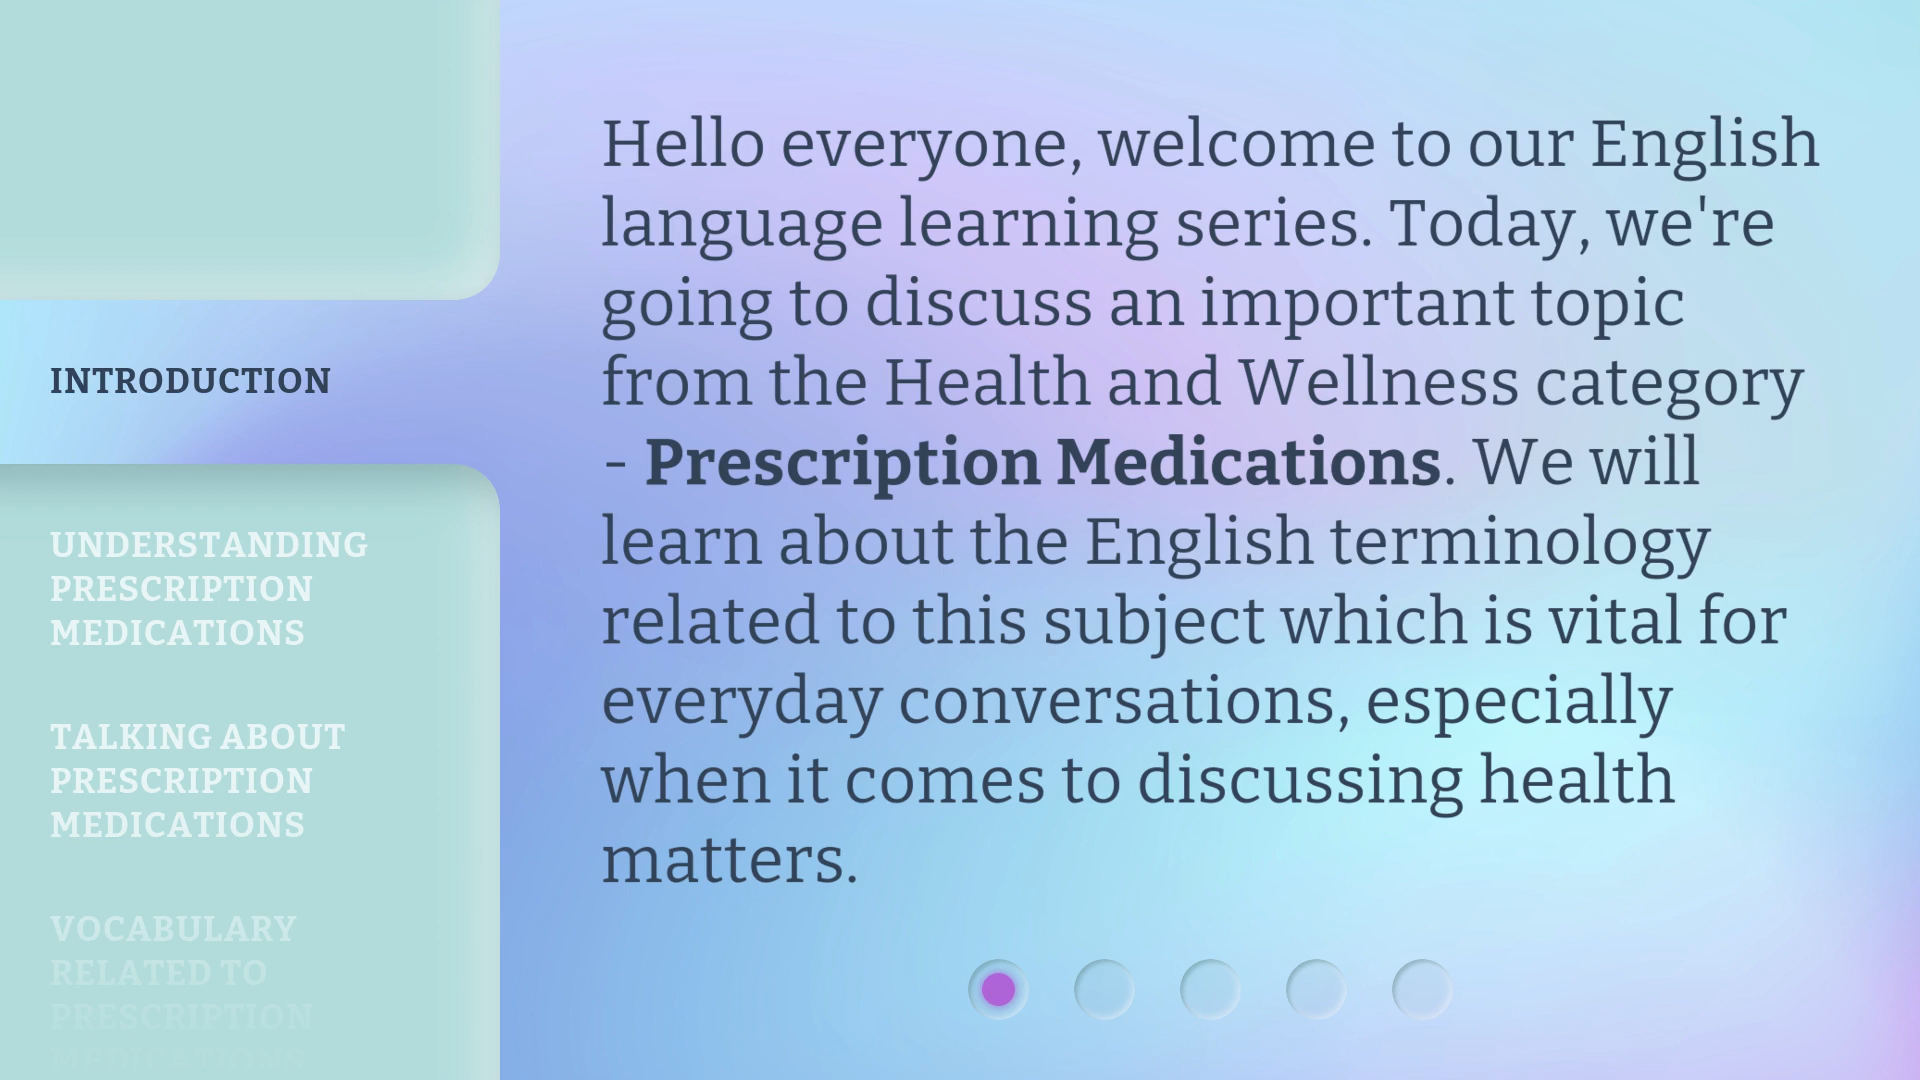 INTRODUCTION
UNDERSTANDING
PRESCRIPTION
MEDICATIONS
TALKING ABOUT
PRESCRIPTION
MEDICATIONS
VOCABULARY
RELATED TO
PRESCRIPTION
MEDICATIONS
Hello everyone, welcome to our English
language learning series. Today, we're
going to discuss an important topic
from the Health and Wellness category
- Prescription Medications. We will
learn about the English terminology
related to this subject which is vital for
everyday conversations, especially
when it comes to discussing health
matters.